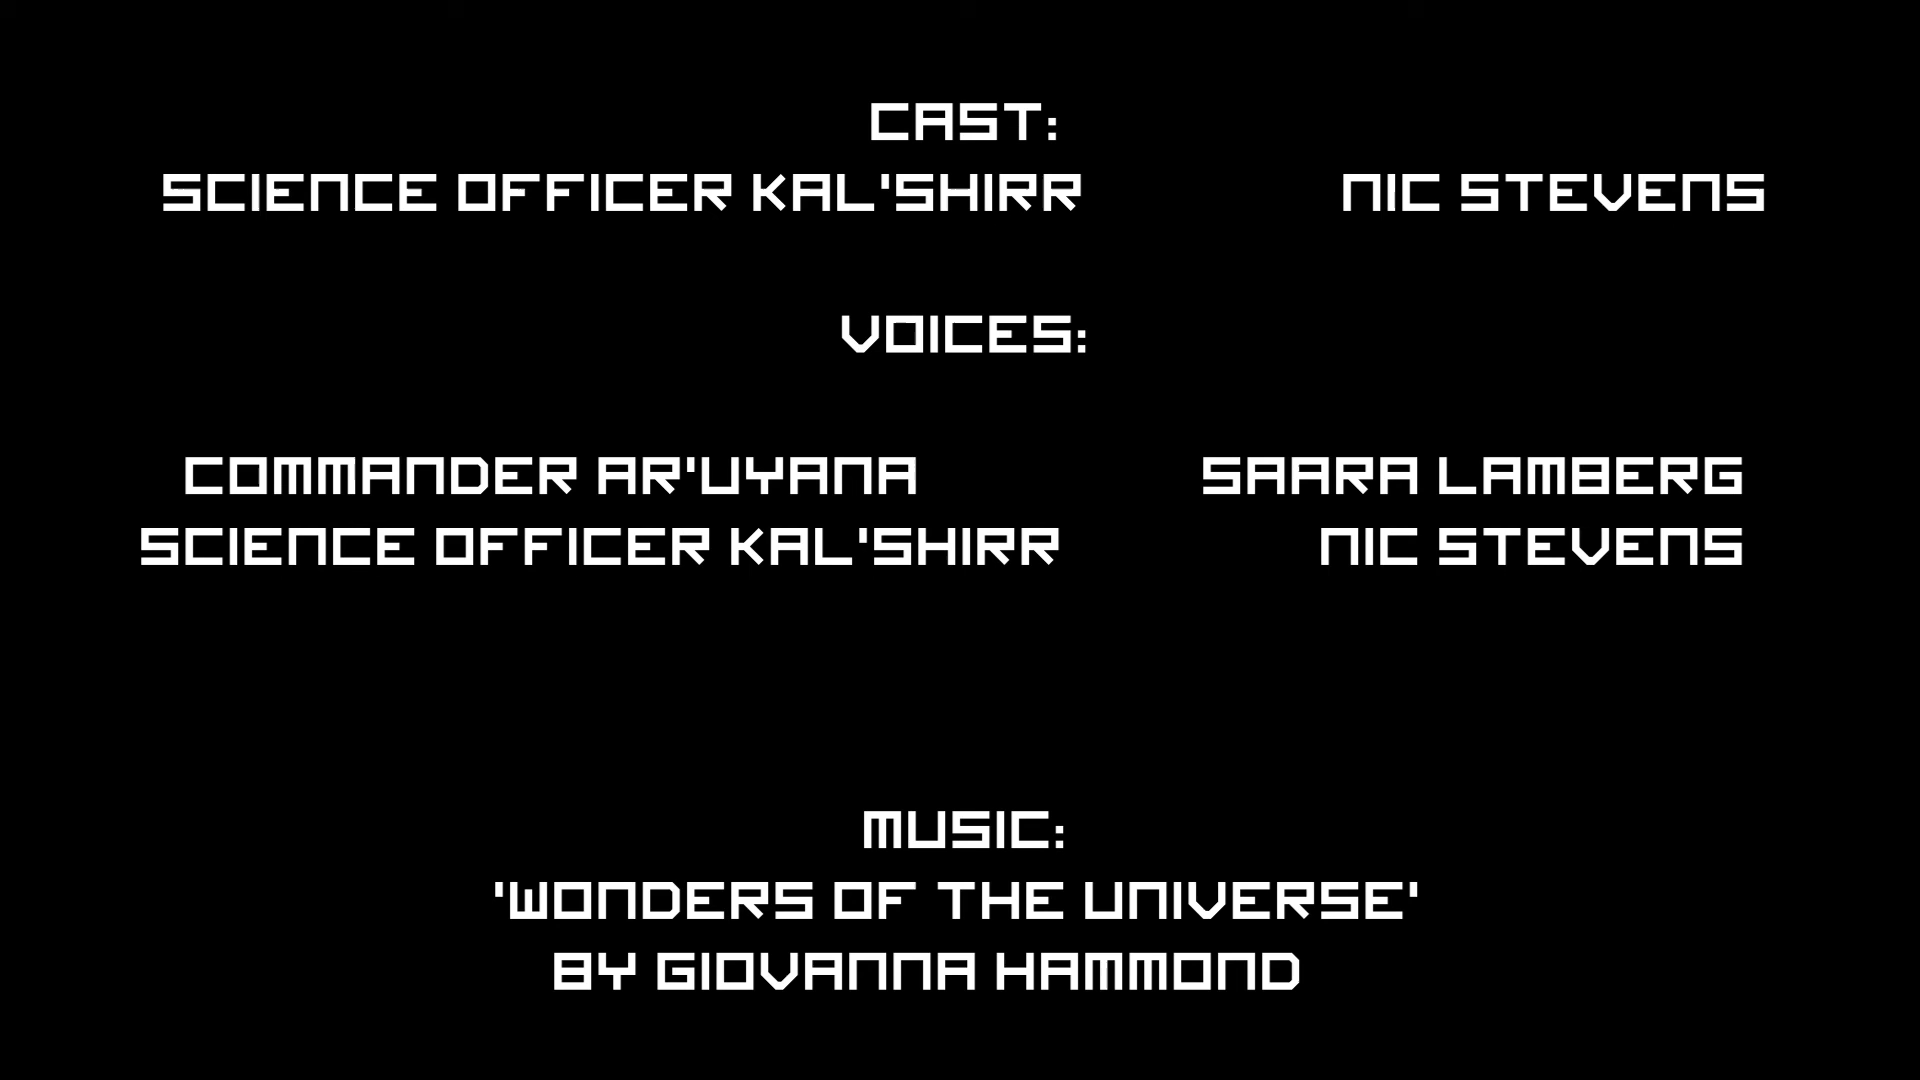 CAST:
SCIENCE OFFICER KAL'SHIRR NIC STEVENS
VOICES:
COMMANDER AR'UYANA SAARA LAMBERG
SCIENCE OFFICER KAL'SHIRR NIC STEVENS
MUSIC:
'WONDERS OF THE UNIVERSE'
BY GIOVANNA HAMMOND